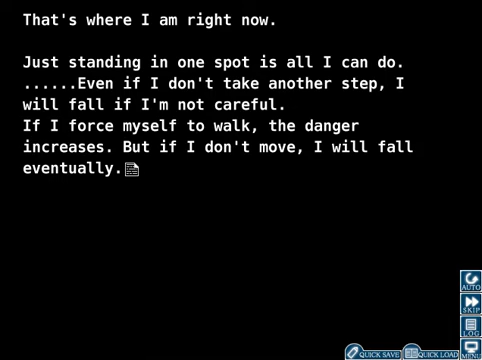 That's where I am right now.
Just standing in one spot is all I can do.
......Even if I don't take another step, I
will fall if I'm not careful.
If I force myself to walk, the danger
increases. But if I don't move, I will fall
eventually.
AUTO
SKIP
LOG
MENU
QUICK SAVE
QUICK LOAD